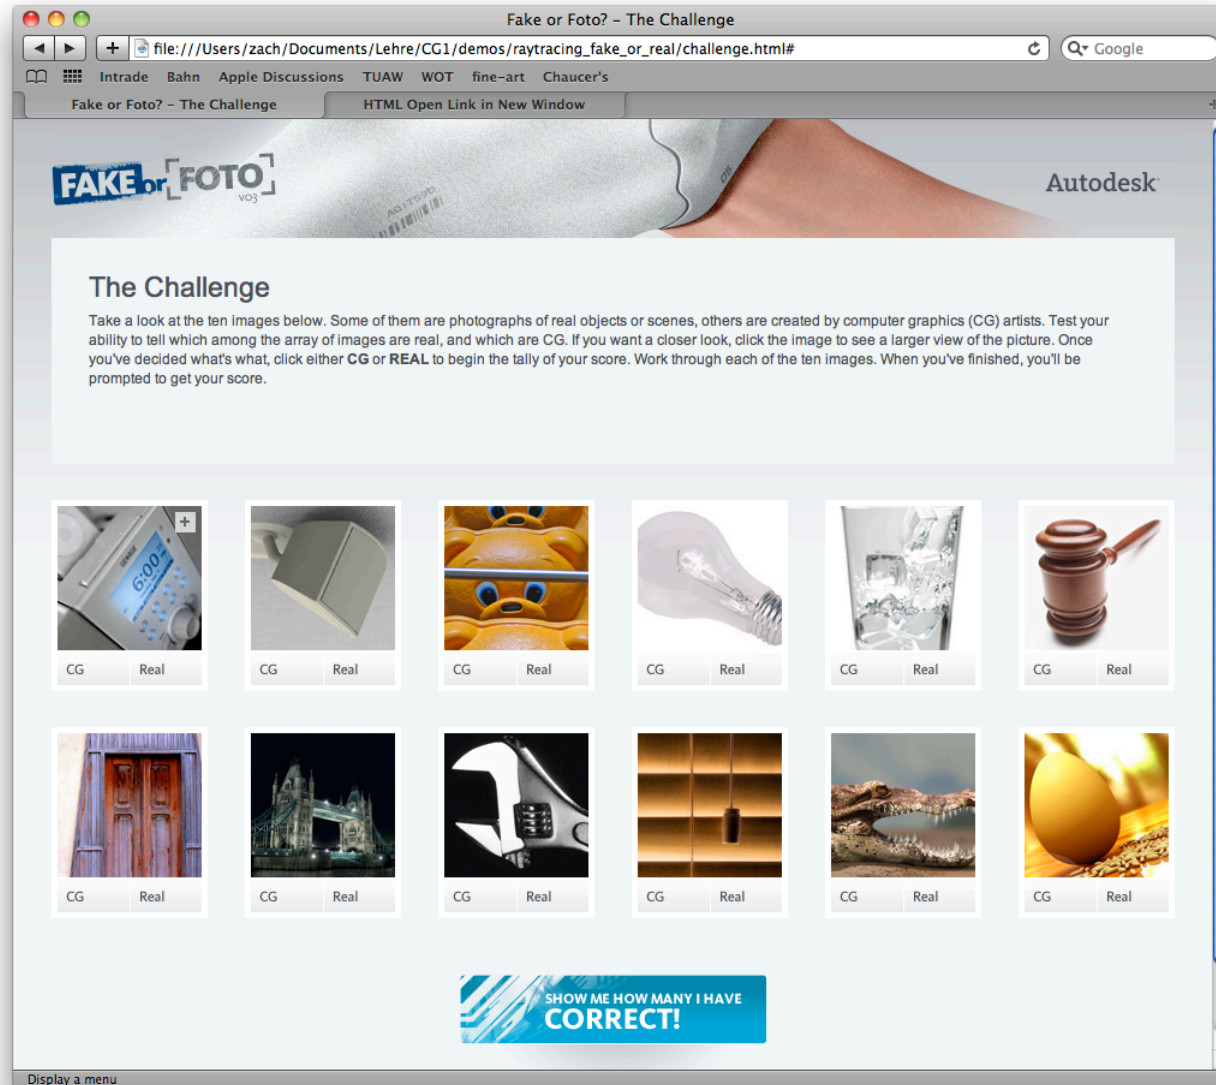 Fake or Foto? – The Challenge
file:///Users/zach/Documents/Lehre/CG1/demos/raytracing_fake_or_real/challenge.html#
Google
Intrade Bahn Apple Discussions TUAW WOT fine-art Chaucer's
Fake or Foto? – The Challenge HTML Open Link in New Window
FAKE or [FOTO]
v03
A01T59G
05
Autodesk
The Challenge
Take a look at the ten images below. Some of them are photographs of real objects or scenes, others are created by computer graphics (CG) artists. Test your
ability to tell which among the array of images are real, and which are CG. If you want a closer look, click the image to see a larger view of the picture. Once
you've decided what's what, click either CG or REAL to begin the tally of your score. Work through each of the ten images. When you've finished, you'll be
prompted to get your score.
6:00
CG Real CG Real CG Real CG Real CG Real CG Real
CG Real CG Real CG Real CG Real CG Real CG Real
SHOW ME HOW MANY I HAVE
CORRECT!
Display a menu